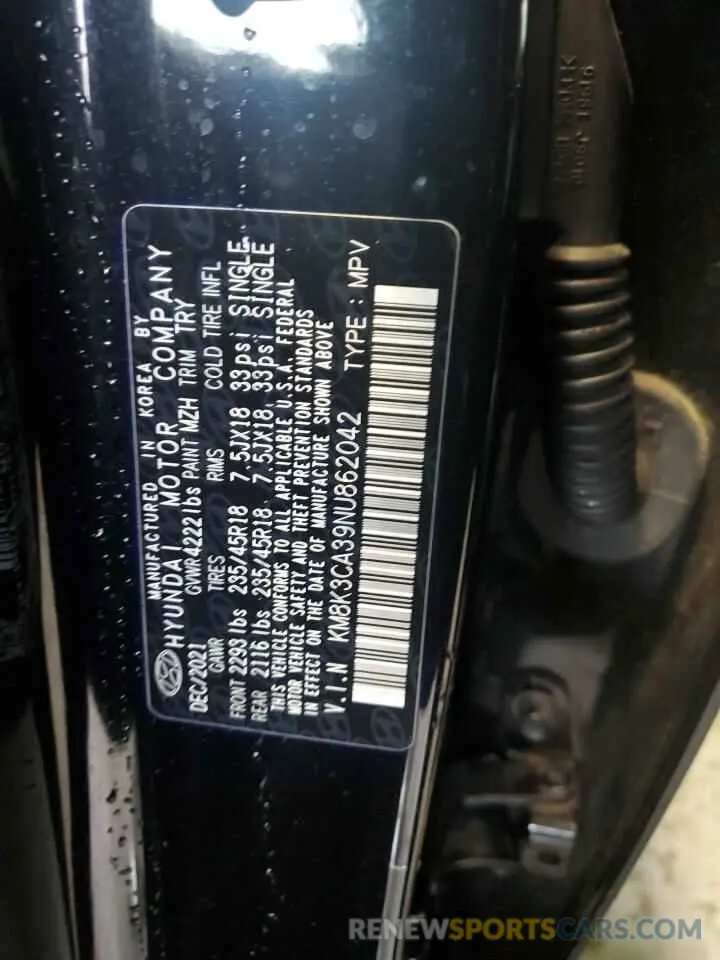 MANUFACTURED IN KOREA BY
HYUNDAI MOTOR COMPANY
DEC/2021 GVWR 4222 lbs PAINT MZH TRIM TRY
GAWR TIRES RIMS COLD TIRE INFL
FRONT 2293 lbs 235/45R18 7.5JX18 33psi SINGLE
REAR 2116 lbs 235/45R18 7.5JX18 33psi SINGLE
THIS VEHICLE CONFORMS TO ALL APPLICABLE U.S.A. FEDERAL
MOTOR VEHICLE SAFETY AND THEFT PREVENTION STANDARDS
IN EFFECT ON THE DATE OF MANUFACTURE SHOWN ABOVE
V.I.N KM8K3CA39NU862042 TYPE : MPV
RENEWSPORTSCARS.COM